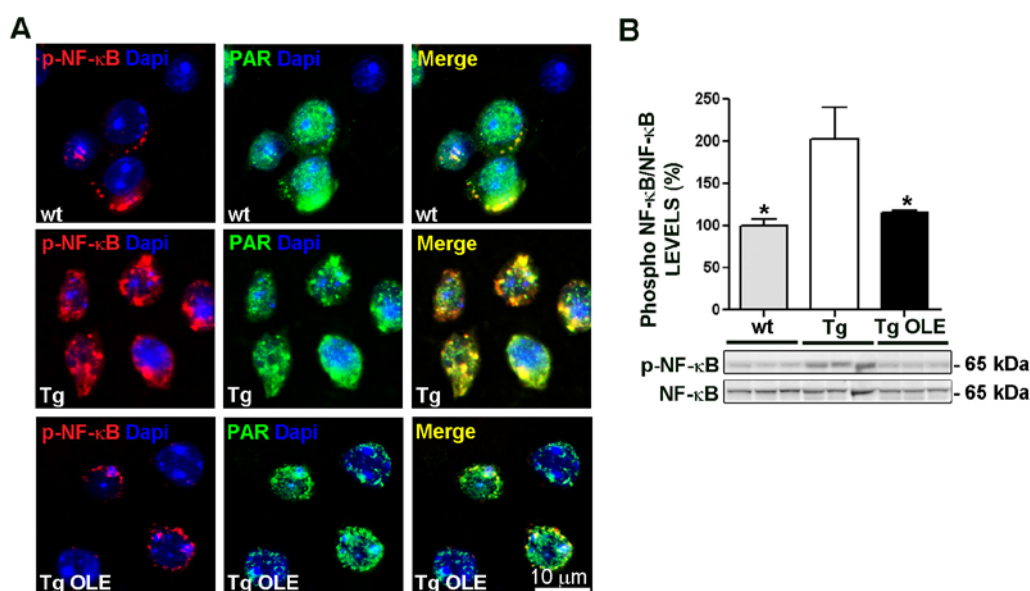 A
p-NF-κB Dapi
PAR Dapi
Merge
wt
wt
wt
p-NF-κB Dapi
PAR Dapi
Merge
Tg
Tg
Tg
p-NF-κB Dapi
PAR Dapi
Merge
Tg OLE
Tg OLE
Tg OLE
10 μm
B
Phospho NF-κB/NF-κB
LEVELS (%)
250
200
150
100
50
0
*
*
wt
Tg
Tg OLE
p-NF-κB
- 65 kDa
NF-κB
- 65 kDa